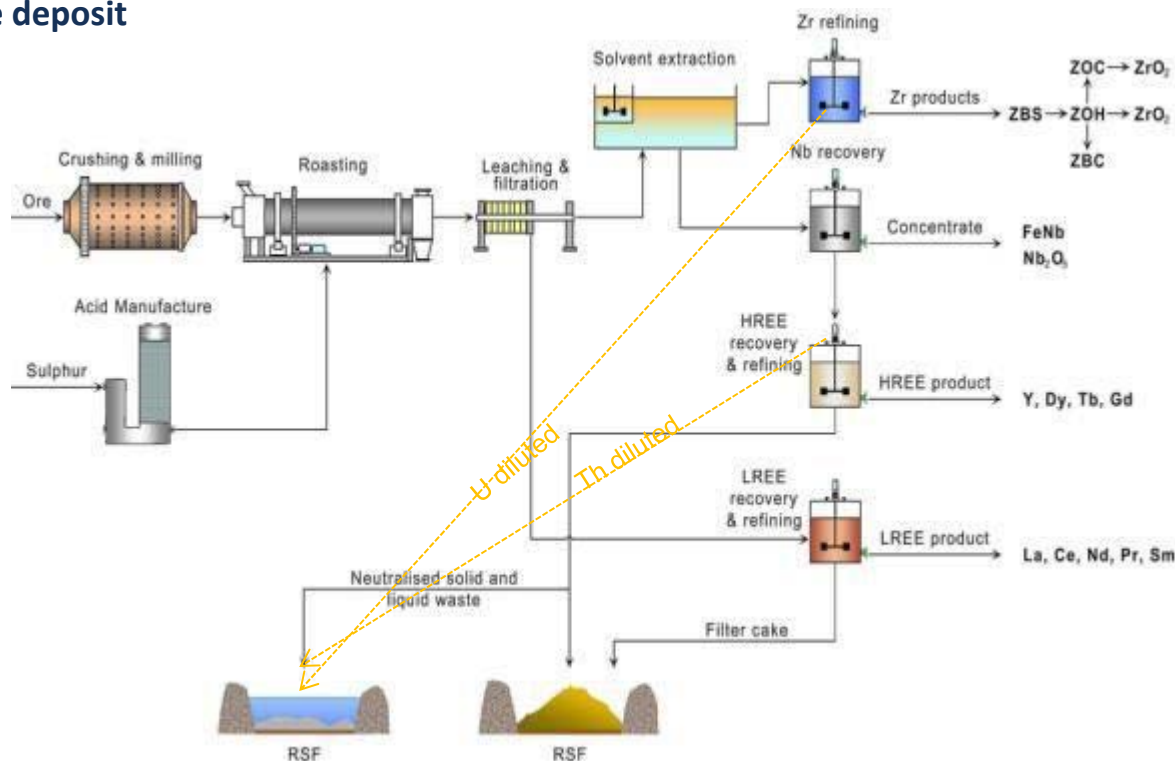 e deposit
Zr refining
Solvent extraction
ZOC → ZrO₂
Zr products
ZBS → ZOH → ZrO₂
ZBC
Crushing & milling
Roasting
Leaching &
filtration
Nb recovery
Ore
Concentrate
FeNb
Nb₂O₅
Acid Manufacture
Sulphur
HREE
recovery
& refining
HREE product
Y, Dy, Tb, Gd
U diluted
Th diluted
LREE
recovery
& refining
LREE product
La, Ce, Nd, Pr, Sm
Neutralised solid and
liquid waste
Filter cake
RSF
RSF